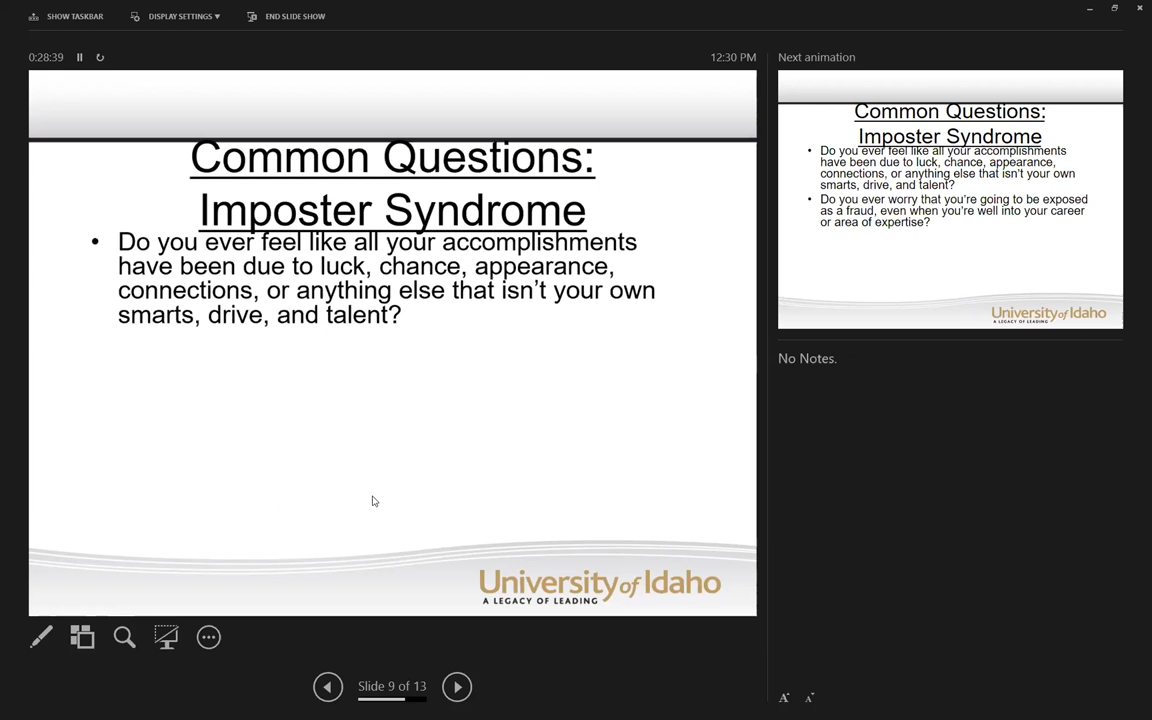 SHOW TASKBAR
DISPLAY SETTINGS ▼
END SLIDE SHOW
0:28:39
12:30 PM
Common Questions:
Imposter Syndrome
• Do you ever feel like all your accomplishments
have been due to luck, chance, appearance,
connections, or anything else that isn’t your own
smarts, drive, and talent?
University of Idaho
A LEGACY OF LEADING
Slide 9 of 13
Next animation
Common Questions:
Imposter Syndrome
• Do you ever feel like all your accomplishments
have been due to luck, chance, appearance,
connections, or anything else that isn’t your own
smarts, drive, and talent?
• Do you ever worry that you’re going to be exposed
as a fraud, even when you’re well into your career
or area of expertise?
University of Idaho
A LEGACY OF LEADING
No Notes.
A A